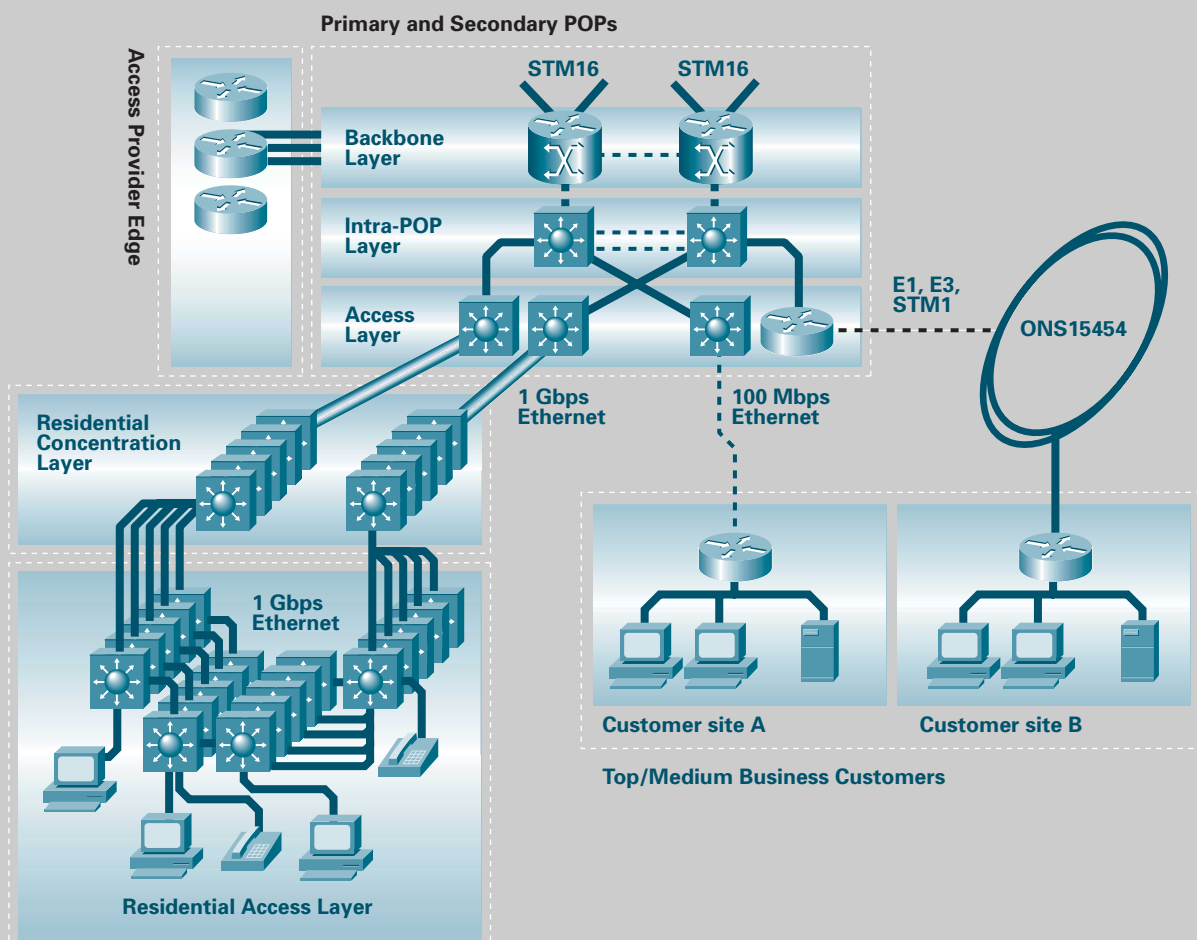 Primary and Secondary POPs
Access Provider Edge
STM16
STM16
Backbone
Layer
Intra-POP
Layer
Access
Layer
E1, E3,
STM1
ONS15454
1 Gbps
Ethernet
100 Mbps
Ethernet
Residential
Concentration
Layer
1 Gbps
Ethernet
Customer site A
Customer site B
Top/Medium Business Customers
Residential Access Layer